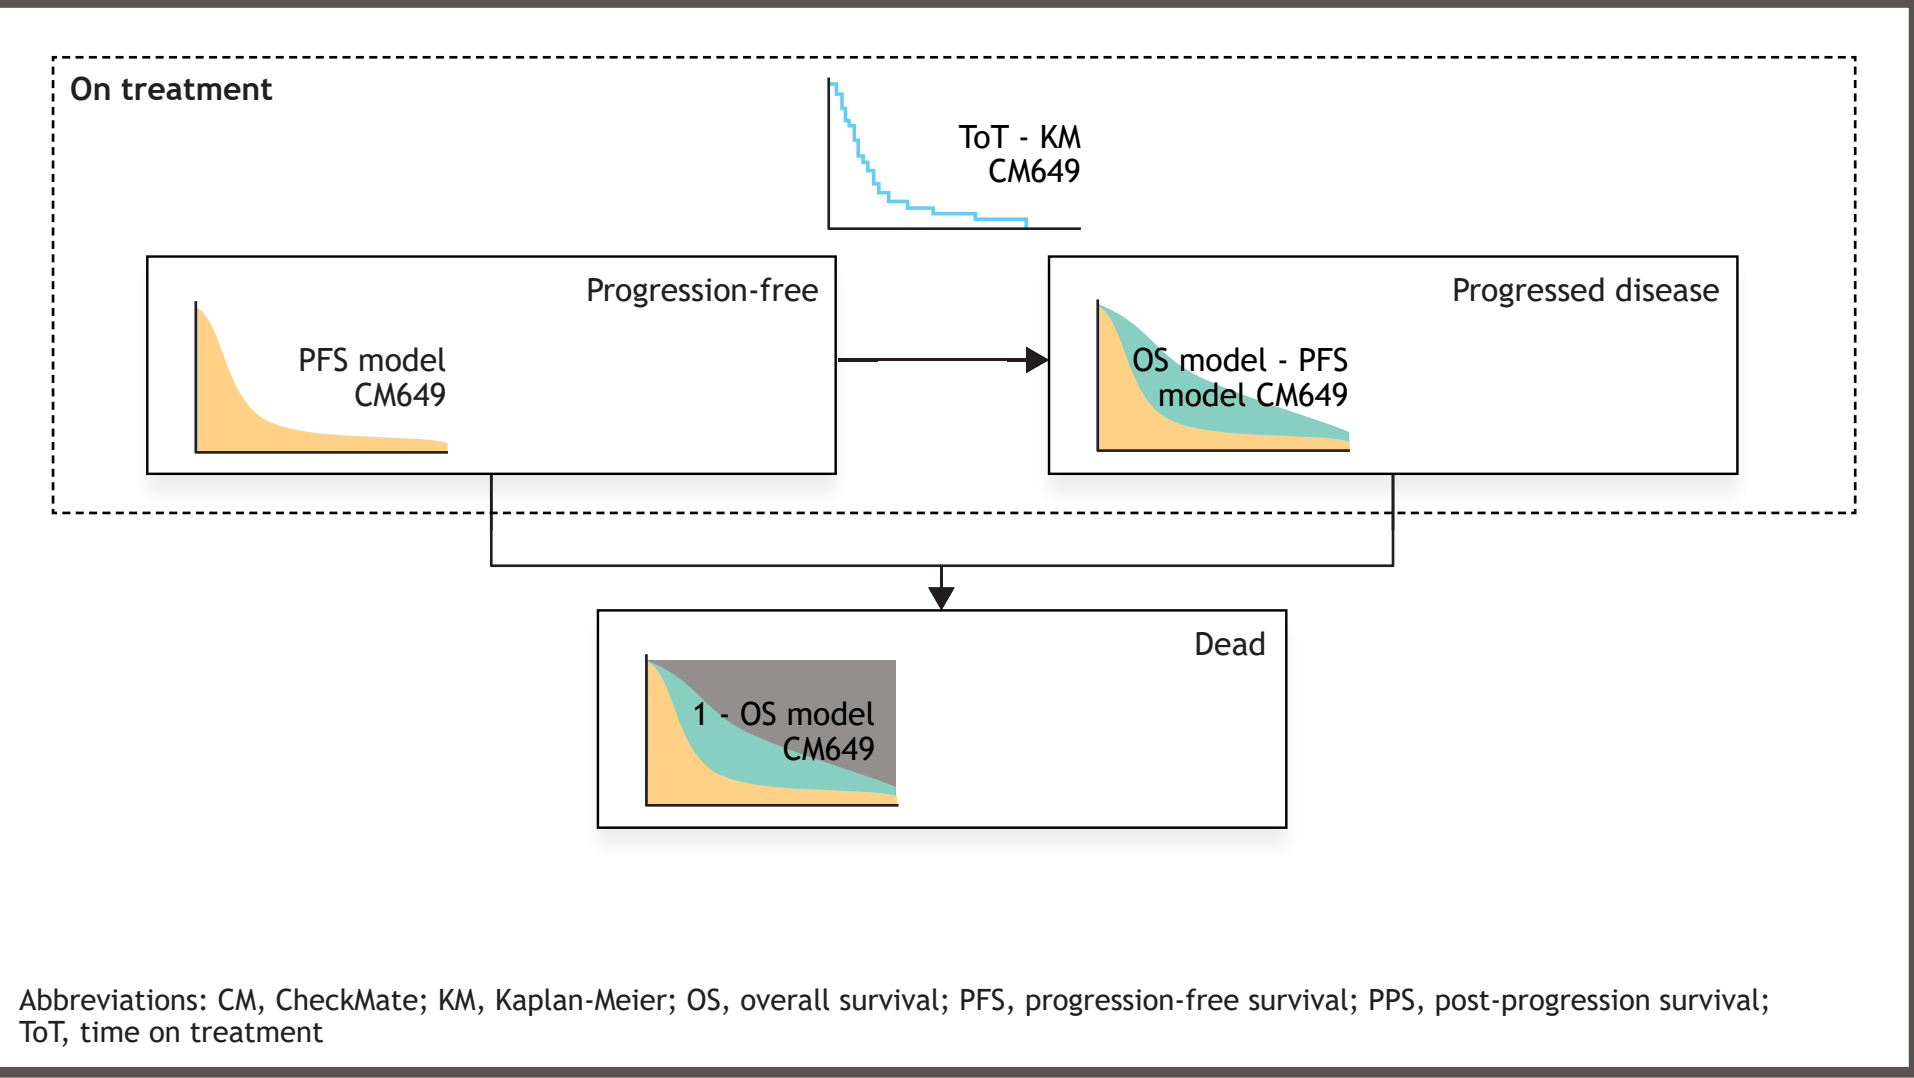 On treatment
ToT - KM
CM649
Progression-free
PFS model
CM649
Progressed disease
OS model - PFS
model CM649
Dead
1 - OS model
CM649
Abbreviations: CM, CheckMate; KM, Kaplan-Meier; OS, overall survival; PFS, progression-free survival; PPS, post-progression survival;
ToT, time on treatment